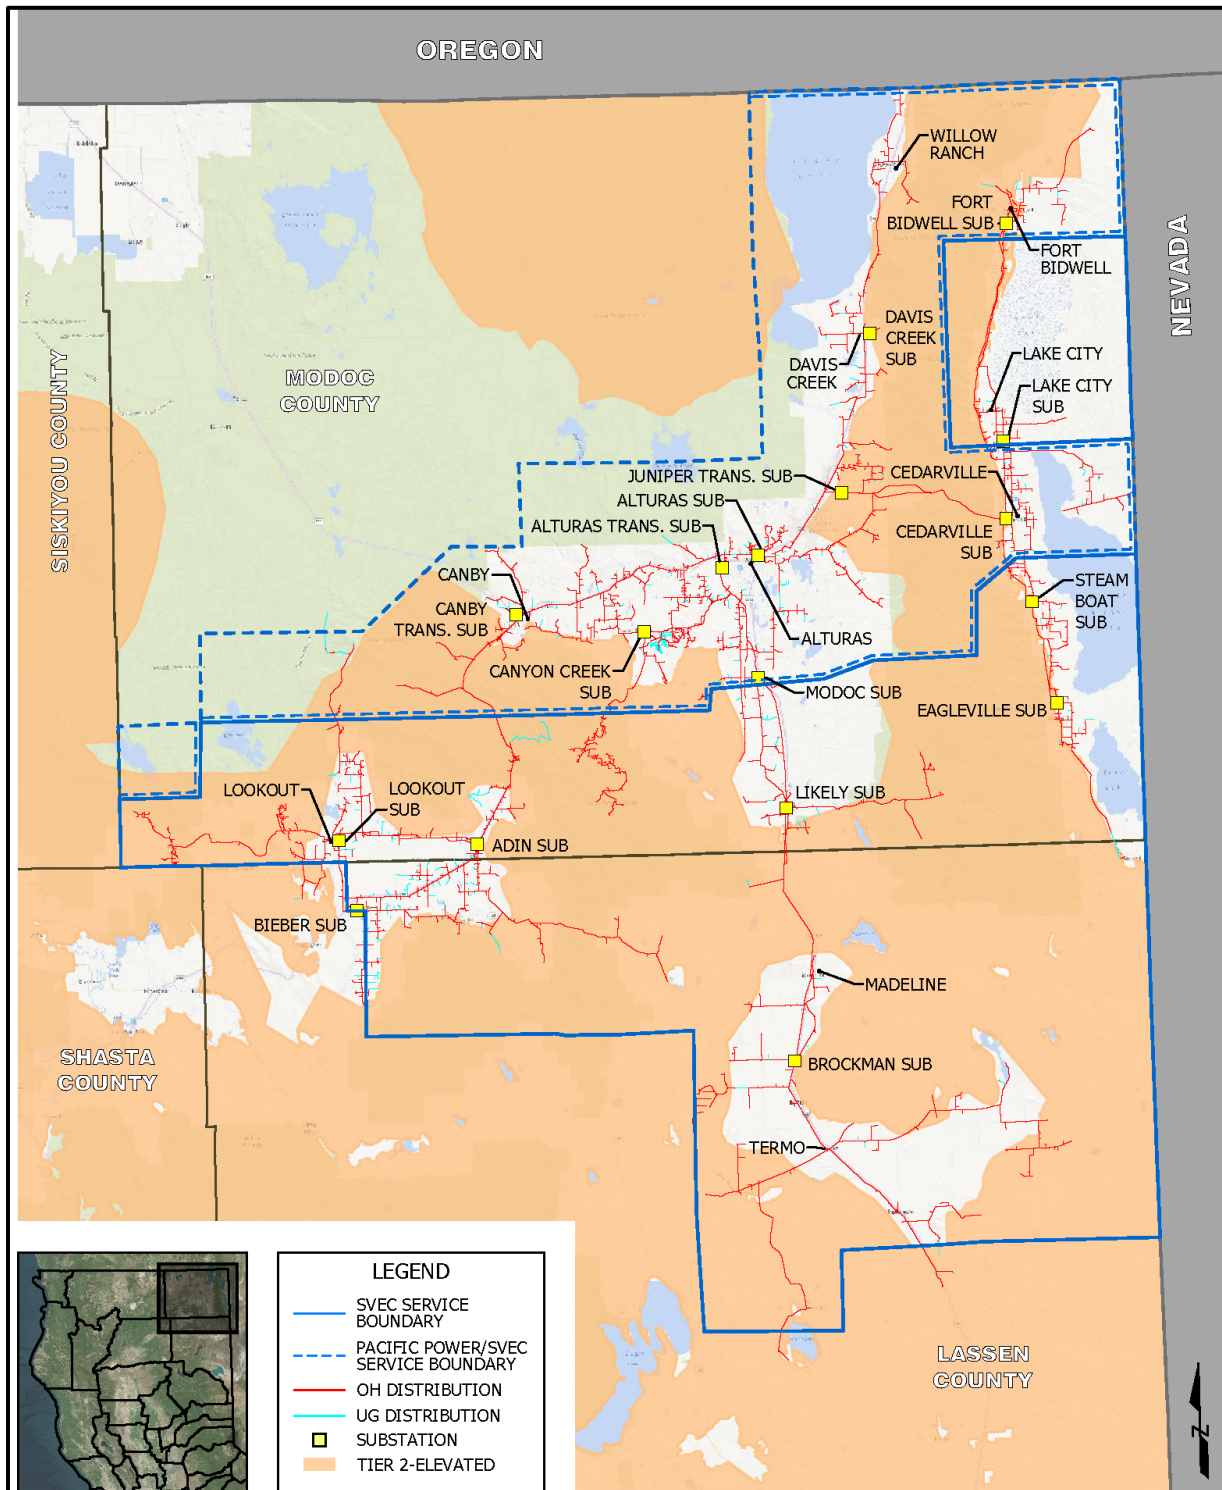 OREGON
NEVADA
SISKIYOU COUNTY
MODOC
COUNTY
WILLOW
RANCH
FORT
BIDWELL SUB
FORT
BIDWELL
DAVIS
CREEK
SUB
DAVIS
CREEK
LAKE CITY
LAKE CITY
SUB
JUNIPER TRANS. SUB
CEDARVILLE
ALTURAS SUB
ALTURAS TRANS. SUB
CEDARVILLE
SUB
CANBY
STEAM
BOAT
SUB
CANBY
TRANS. SUB
ALTURAS
CANYON CREEK
SUB
MODOC SUB
EAGLEVILLE SUB
LOOKOUT
LOOKOUT
SUB
LIKELY SUB
ADIN SUB
BIEBER SUB
MADELINE
SHASTA
COUNTY
BROCKMAN SUB
TERMO
LASSEN
COUNTY
LEGEND
SVEC SERVICE
BOUNDARY
PACIFIC POWER/SVEC
SERVICE BOUNDARY
OH DISTRIBUTION
UG DISTRIBUTION
SUBSTATION
TIER 2-ELEVATED
N